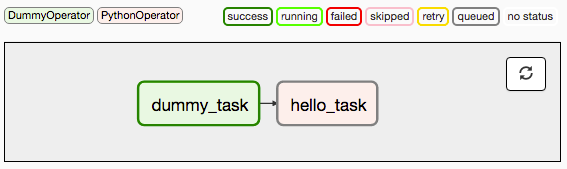 DummyOperator PythonOperator success running failed skipped retry queued no status
dummy_task hello_task